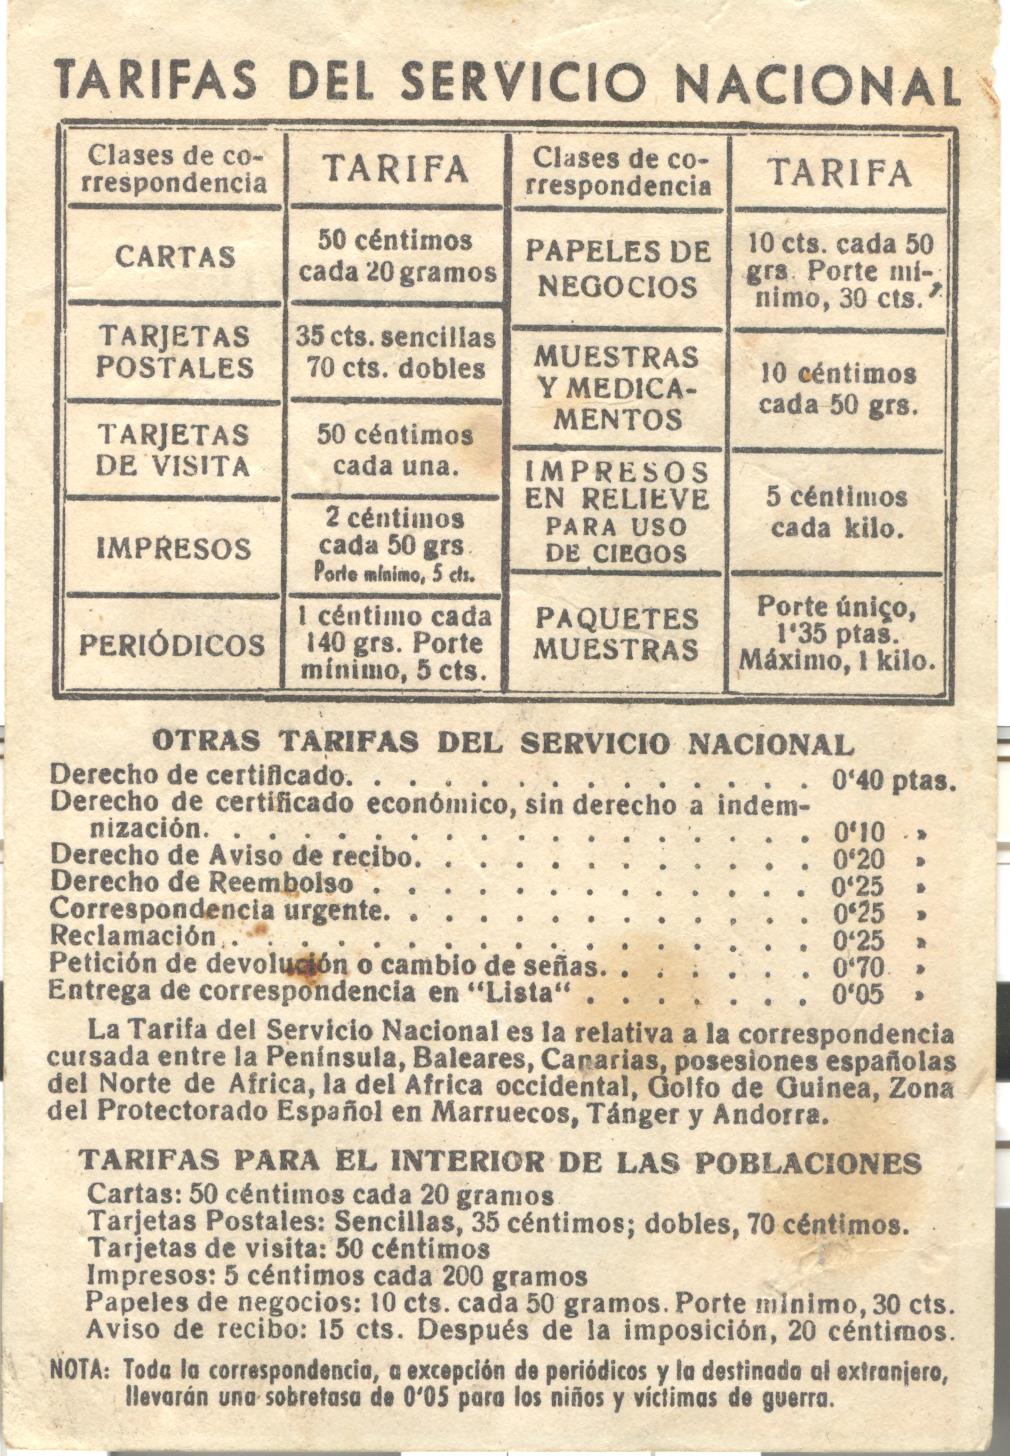 TARIFAS DEL SERVICIO NACIONAL
Clases de co-
rrespondencia
TARIFA
CARTAS
50 céntimos
cada 20 gramos
TARJETAS
POSTALES
35 cts. sencillas
70 cts. dobles
TARJETAS
DE VISITA
50 céntimos
cada una.
IMPRESOS
2 céntimos
cada 50 grs.
Porte mínimo, 5 cts.
PERIÓDICOS
1 céntimo cada
140 grs. Porte
mínimo, 5 cts.
Clases de co-
rrespondencia
TARIFA
PAPELES DE
NEGOCIOS
10 cts. cada 50
grs. Porte mí-
nimo, 30 cts.
MUESTRAS
Y MEDICA-
MENTOS
10 céntimos
cada 50 grs.
IMPRESOS
EN RELIEVE
PARA USO
DE CIEGOS
5 céntimos
cada kilo.
PAQUETES
MUESTRAS
Porte único,
1'35 ptas.
Máximo, 1 kilo.
OTRAS TARIFAS DEL SERVICIO NACIONAL
Derecho de certificado. . . . . . . . . . . . . . 0‘40 ptas.
Derecho de certificado económico, sin derecho a indem-
nización. . . . . . . . . . . . . . . . . 0‘10 »
Derecho de Aviso de recibo. . . . . . . . . . . . 0‘20 »
Derecho de Reembolso . . . . . . . . . . . . . 0‘25 »
Correspondencia urgente. . . . . . . . . . . . . 0‘25 »
Reclamación . . . . . . . . . . . . . . . . . 0‘25 »
Petición de devolución o cambio de señas. . . . . . 0‘70 »
Entrega de correspondencia en “Lista“ . . . . . . . 0‘05 »
La Tarifa del Servicio Nacional es la relativa a la correspondencia
cursada entre la Península, Baleares, Canarias, posesiones españolas
del Norte de Africa, la del Africa occidental, Golfo de Guinea, Zona
del Protectorado Español en Marruecos, Tánger y Andorra.
TARIFAS PARA EL INTERIOR DE LAS POBLACIONES
Cartas: 50 céntimos cada 20 gramos
Tarjetas Postales: Sencillas, 35 céntimos; dobles, 70 céntimos.
Tarjetas de visita: 50 céntimos
Impresos: 5 céntimos cada 200 gramos
Papeles de negocios: 10 cts. cada 50 gramos. Porte mínimo, 30 cts.
Aviso de recibo: 15 cts. Después de la imposición, 20 céntimos.
NOTA: Toda la correspondencia, a excepción de periódicos y la destinada al extranjero,
llevarán una sobretasa de 0'05 para los niños y víctimas de guerra.